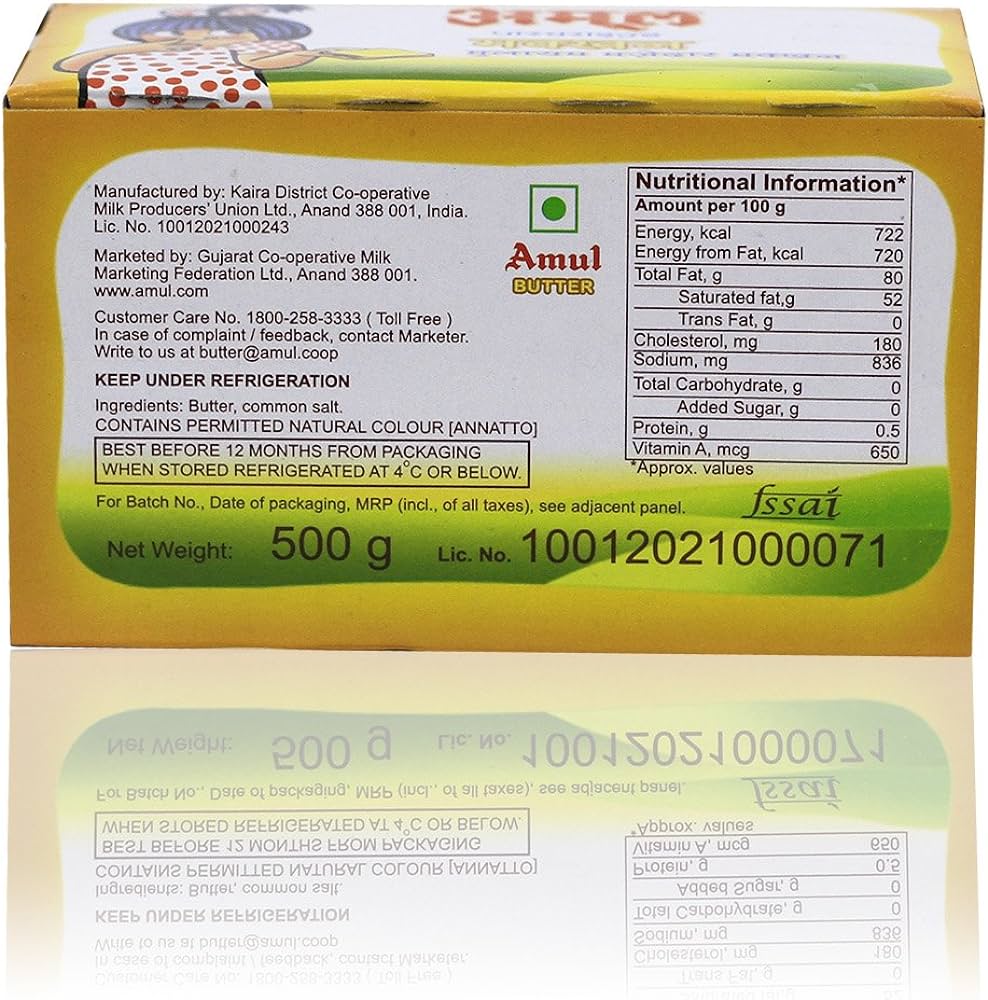 अमूल
Manufactured by: Kaira District Co-operative
Milk Producers' Union Ltd., Anand 388 001, India.
Lic. No. 10012021000243
Marketed by: Gujarat Co-operative Milk
Marketing Federation Ltd., Anand 388 001.
www.amul.com
Customer Care No. 1800-258-3333 ( Toll Free )
In case of complaint / feedback, contact Marketer.
Write to us at butter@amul.coop
KEEP UNDER REFRIGERATION
Ingredients: Butter, common salt.
CONTAINS PERMITTED NATURAL COLOUR [ANNATTO]
BEST BEFORE 12 MONTHS FROM PACKAGING
WHEN STORED REFRIGERATED AT 4°C OR BELOW.
Amul
BUTTER
Nutritional Information*
Amount per 100 g
Energy, kcal 722
Energy from Fat, kcal 720
Total Fat, g 80
Saturated fat,g 52
Trans Fat, g 0
Cholesterol, mg 180
Sodium, mg 836
Total Carbohydrate, g 0
Added Sugar, g 0
Protein, g 0.5
Vitamin A, mcg 650
*Approx. values
For Batch No., Date of packaging, MRP (incl., of all taxes), see adjacent panel.
fssai
Net Weight: 500 g Lic. No. 10012021000071